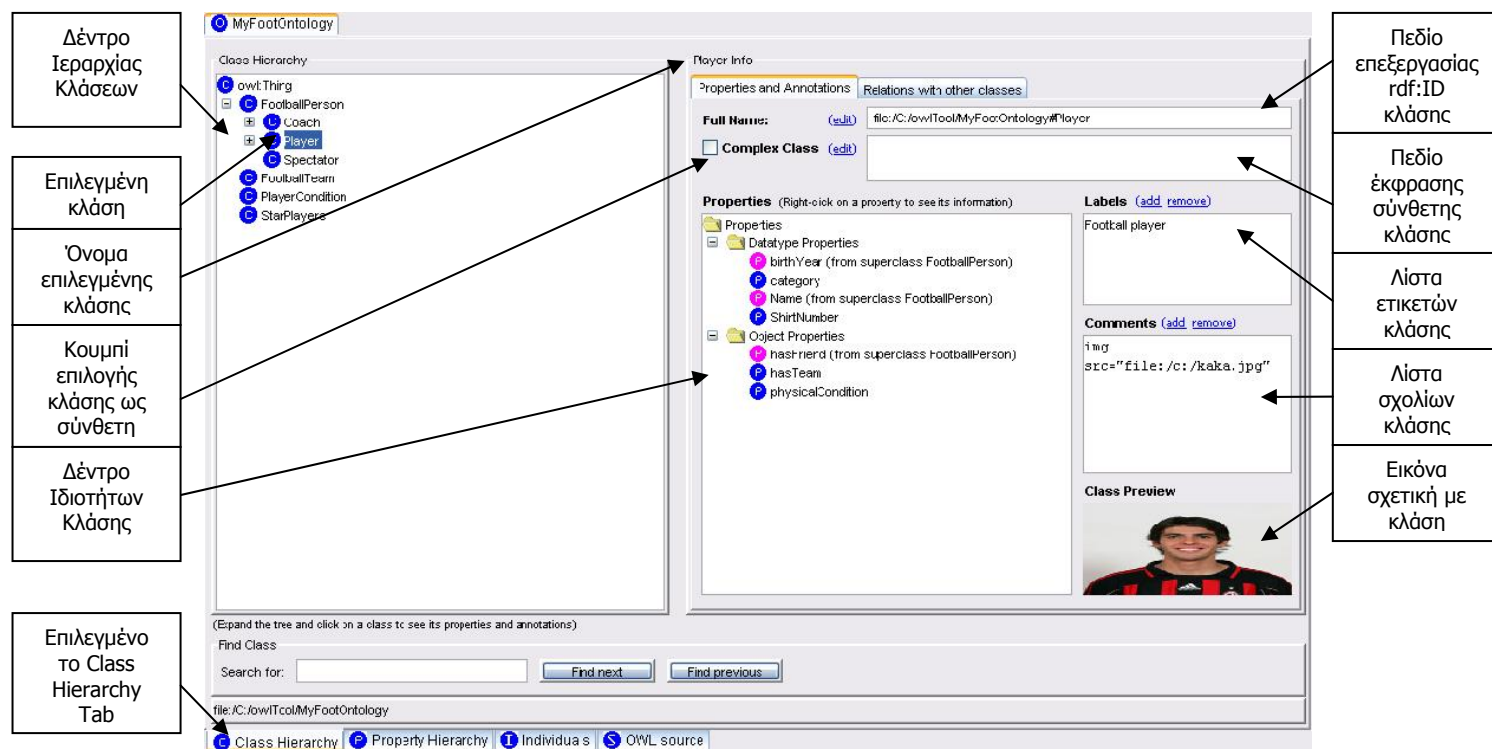 Δέντρο
Ιεραρχίας
Κλάσεων
Επιλεγμένη
κλάση
Όνομα
επιλεγμένης
κλάσης
Κουμπί
επιλογής
κλάσης ως
σύνθετη
Δέντρο
Ιδιοτήτων
Κλάσης
Επιλεγμένο
το Class
Hierarchy
Tab
MyFootOntology
Class Hierarchy
owl:Thing
FootballPerson
Coach
Player
Spectator
FootballTeam
PlayerCondition
StarPlayers
(Expand the tree and click on a class to see its properties and annotations)
Player Info
Properties and Annotations
Relations with other classes
Full Name: (edit) file:/C:/owlTool/MyFootOntology#Player
Complex Class (edit)
Properties (Right-click on a property to see its information)
Properties
Datatype Properties
birthYear (from superclass FootballPerson)
category
Name (from superclass FootballPerson)
ShirtNumber
Object Properties
hasFriend (from superclass FootballPerson)
hasTeam
physicalCondition
Labels (add remove)
Football player
Comments (add remove)
img
src="file:/c:/kaka.jpg"
Class Preview
Find Class
Search for: Find next Find previous
file:/C:/owlTool/MyFootOntology
Class Hierarchy Property Hierarchy Individuals OWL source
Πεδίο
επεξεργασίας
rdf:ID
κλάσης
Πεδίο
έκφρασης
σύνθετης
κλάσης
Λίστα
ετικετών
κλάσης
Λίστα
σχολίων
κλάσης
Εικόνα
σχετική με
κλάση